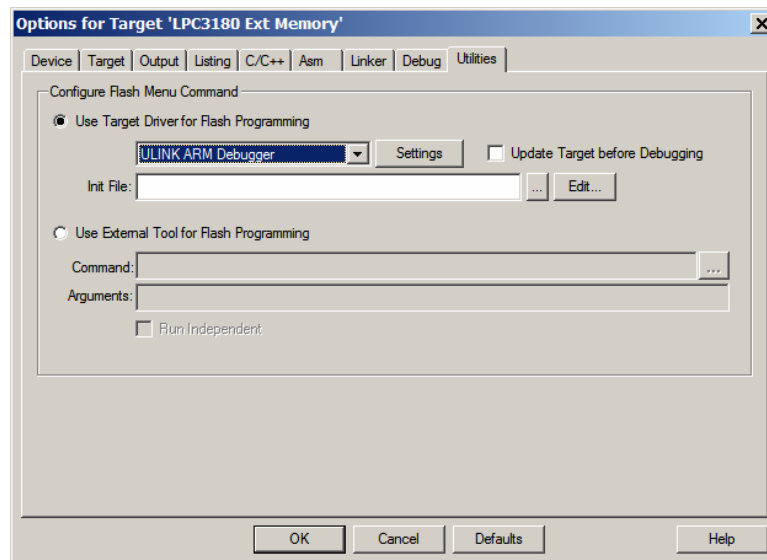 Options for Target 'LPC3180 Ext Memory'
Device Target Output Listing C/C++ Asm Linker Debug Utilities
Configure Flash Menu Command
Use Target Driver for Flash Programming
ULINK ARM Debugger Settings Update Target before Debugging
Init File: ... Edit...
Use External Tool for Flash Programming
Command: ...
Arguments:
Run Independent
OK Cancel Defaults Help